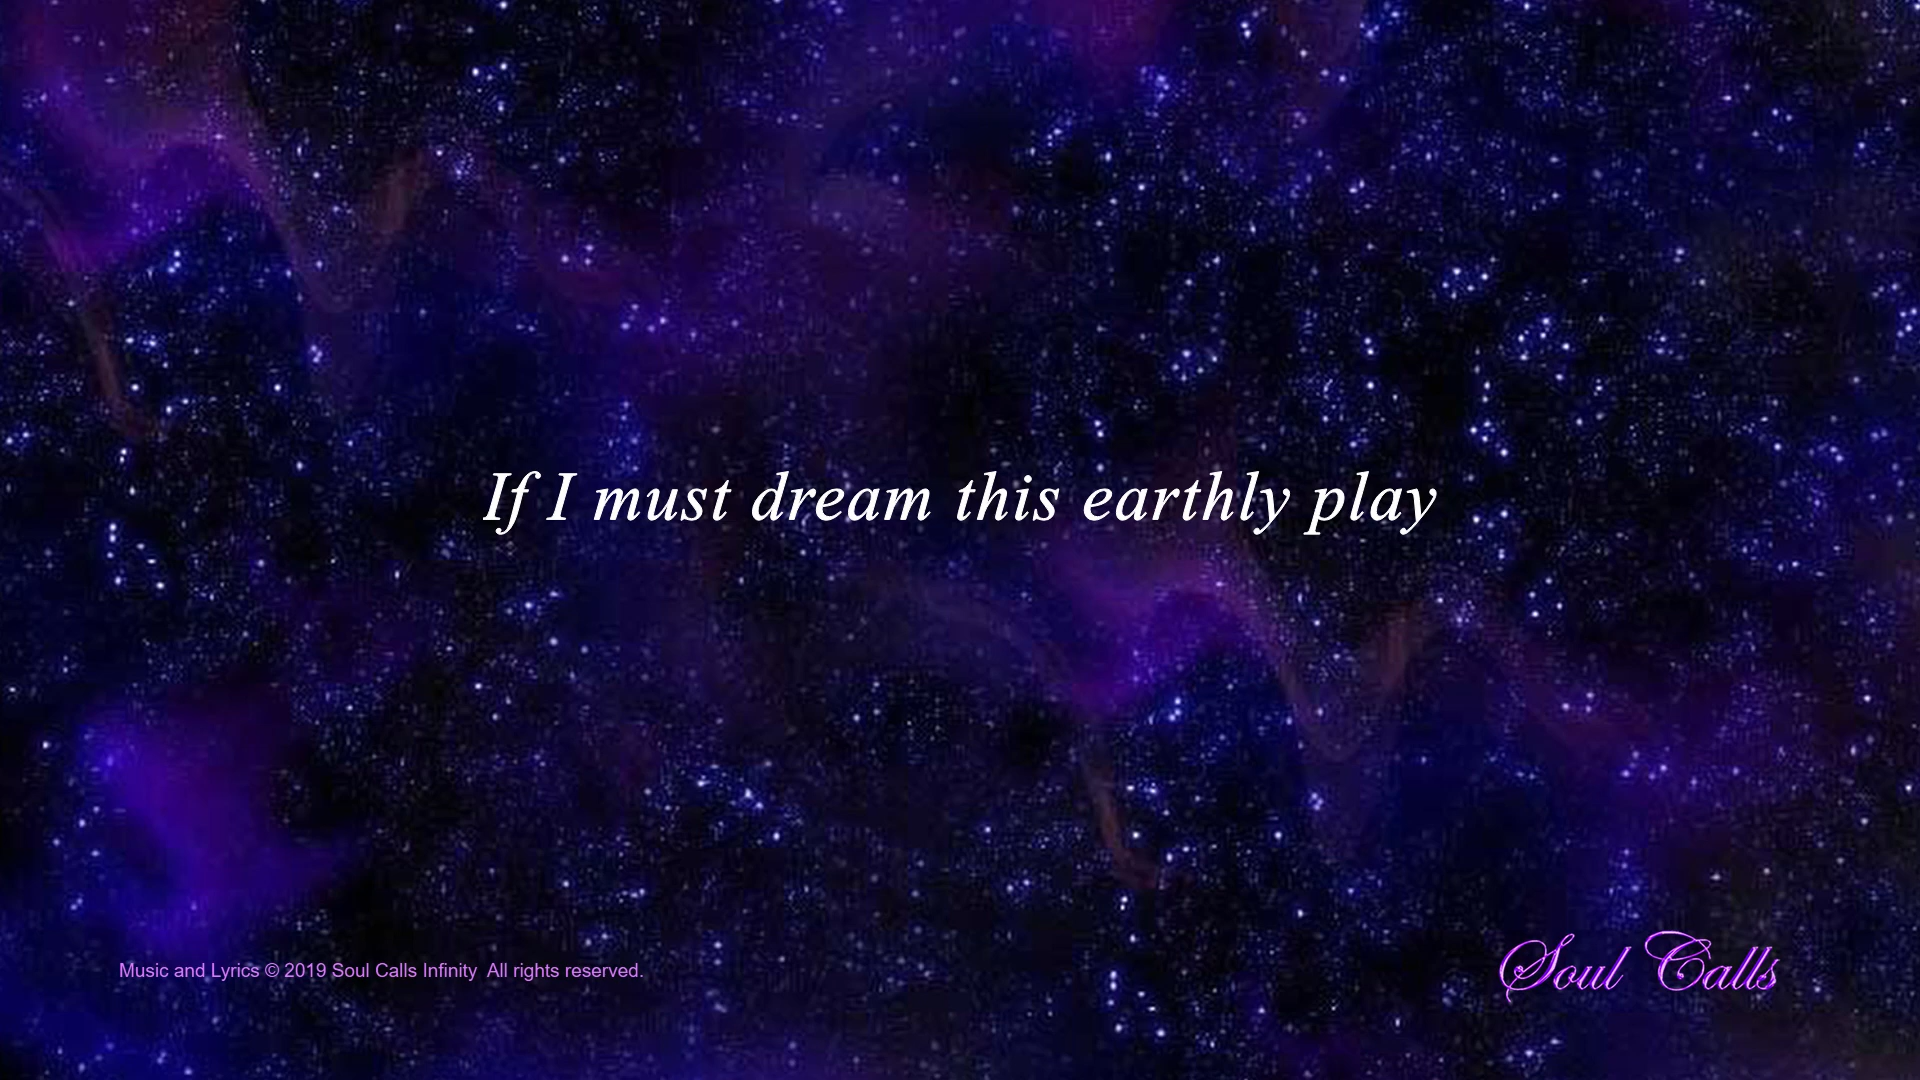 If I must dream this earthly play
Music and Lyrics © 2019 Soul Calls Infinity  All rights reserved.
Soul Calls